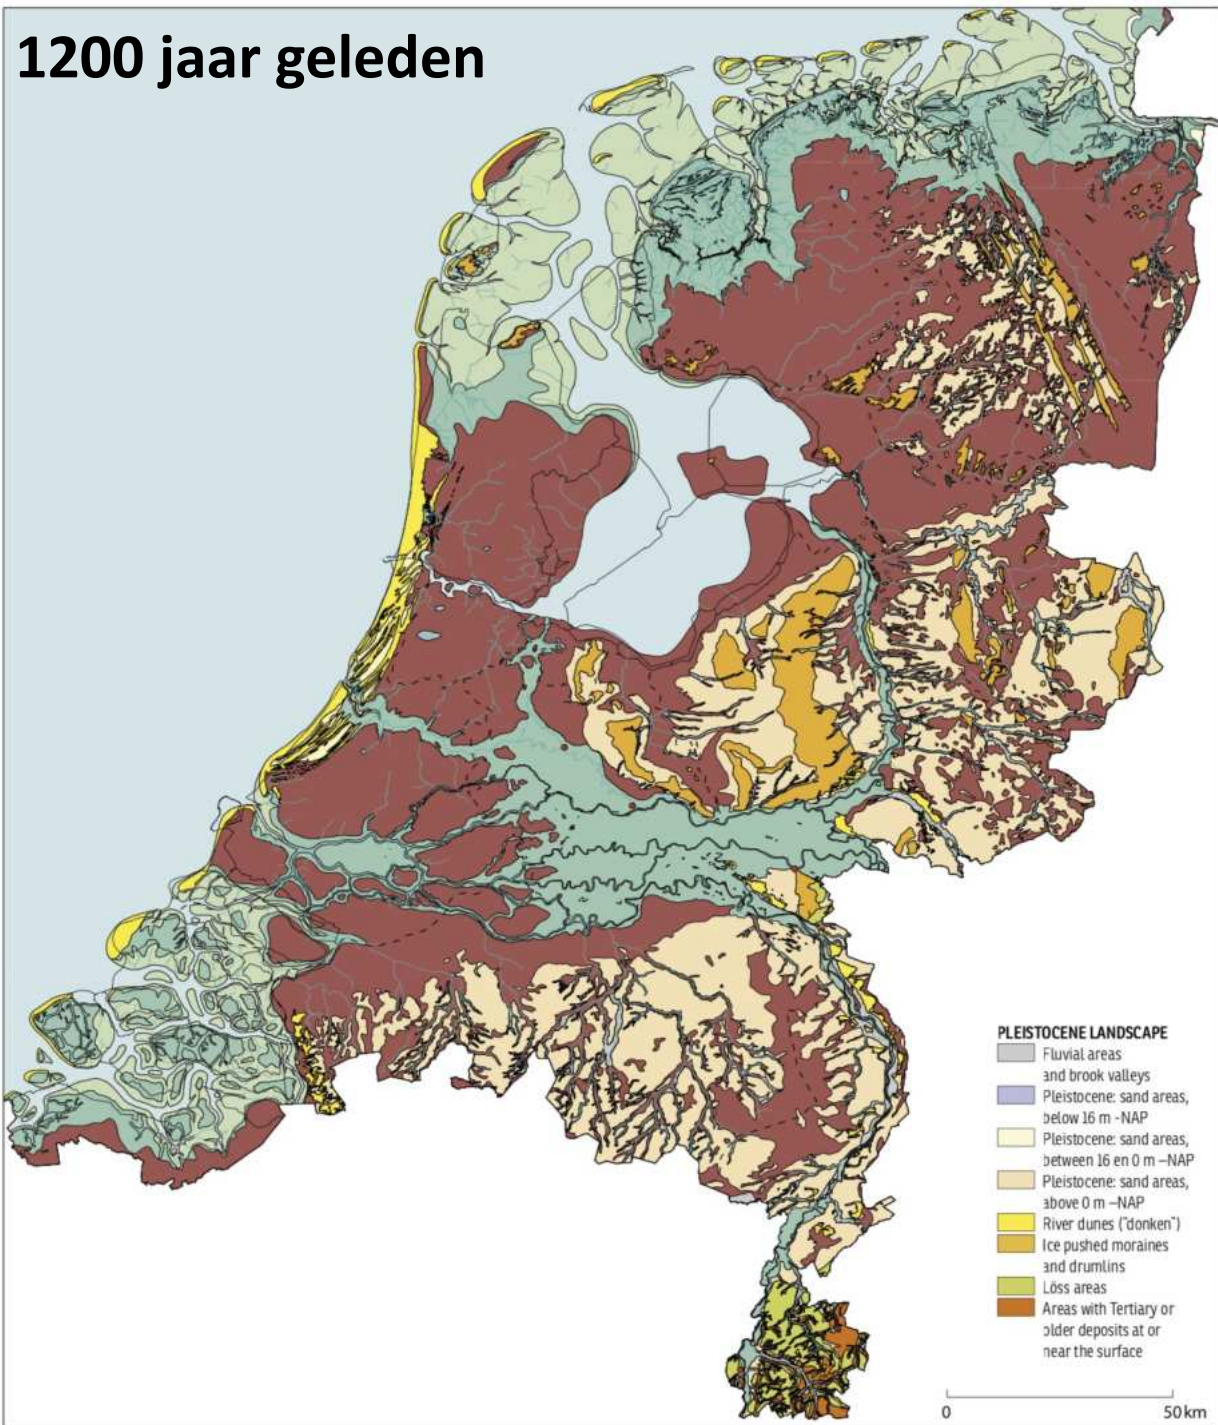 1200 jaar geleden
PLEISTOCENE LANDSCAPE
Fluvial areas
and brook valleys
Pleistocene: sand areas,
below 16 m -NAP
Pleistocene: sand areas,
between 16 en 0 m –NAP
Pleistocene: sand areas,
above 0 m –NAP
River dunes ("donken")
Ice pushed moraines
and drumlins
Löss areas
Areas with Tertiary or
older deposits at or
near the surface
0 50 km